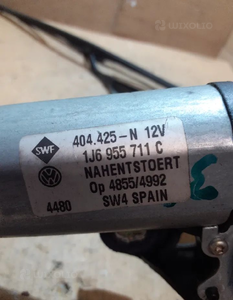 404.425-N 12V
SWF
1J6 955 711 C
NAHENTSTOERT
Op 4855/4992
4480
SW4 SPAIN